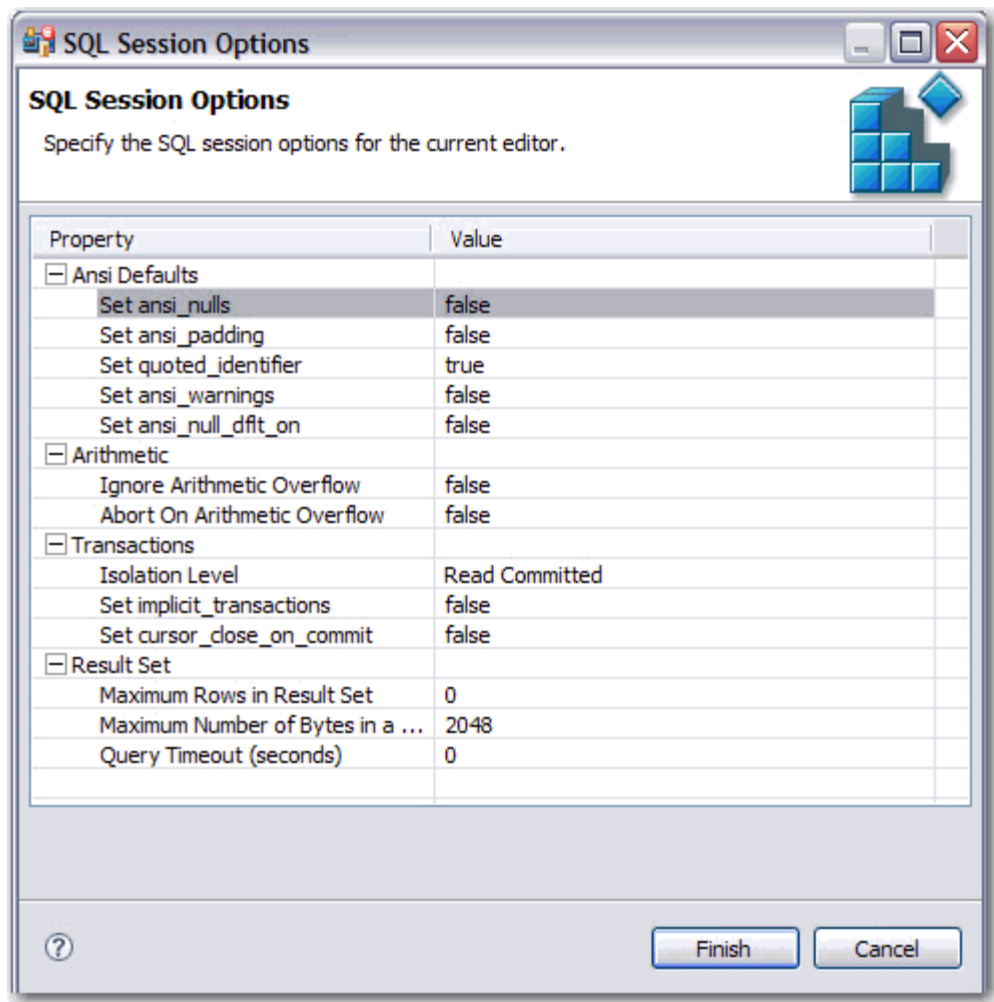 SQL Session Options
SQL Session Options
Specify the SQL session options for the current editor.
Property Value
Ansi Defaults
Set ansi_nulls false
Set ansi_padding false
Set quoted_identifier true
Set ansi_warnings false
Set ansi_null_dflt_on false
Arithmetic
Ignore Arithmetic Overflow false
Abort On Arithmetic Overflow false
Transactions
Isolation Level Read Committed
Set implicit_transactions false
Set cursor_close_on_commit false
Result Set
Maximum Rows in Result Set 0
Maximum Number of Bytes in a ... 2048
Query Timeout (seconds) 0
? Finish Cancel